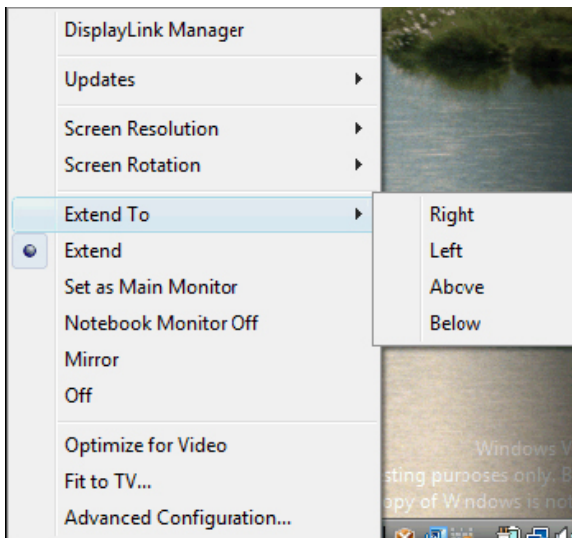 DisplayLink Manager
Updates
Screen Resolution
Screen Rotation
Extend To
Right
Extend
Left
Set as Main Monitor
Above
Notebook Monitor Off
Below
Mirror
Off
Optimize for Video
Windows V
Fit to TV...
sting purposes only. B
Advanced Configuration...
opy of Windows is not